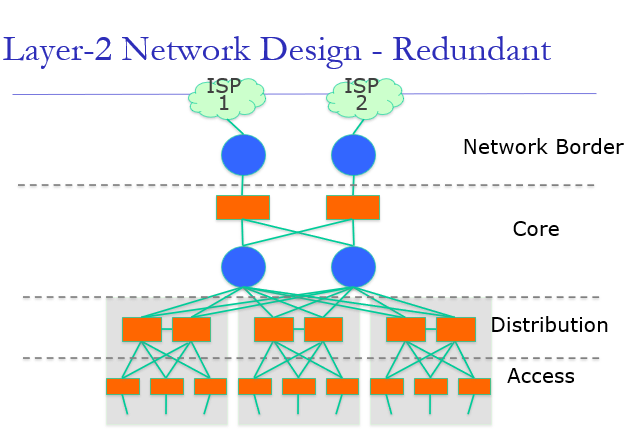 Layer-2 Network Design - Redundant
ISP
1
ISP
2
Network Border
Core
Distribution
Access